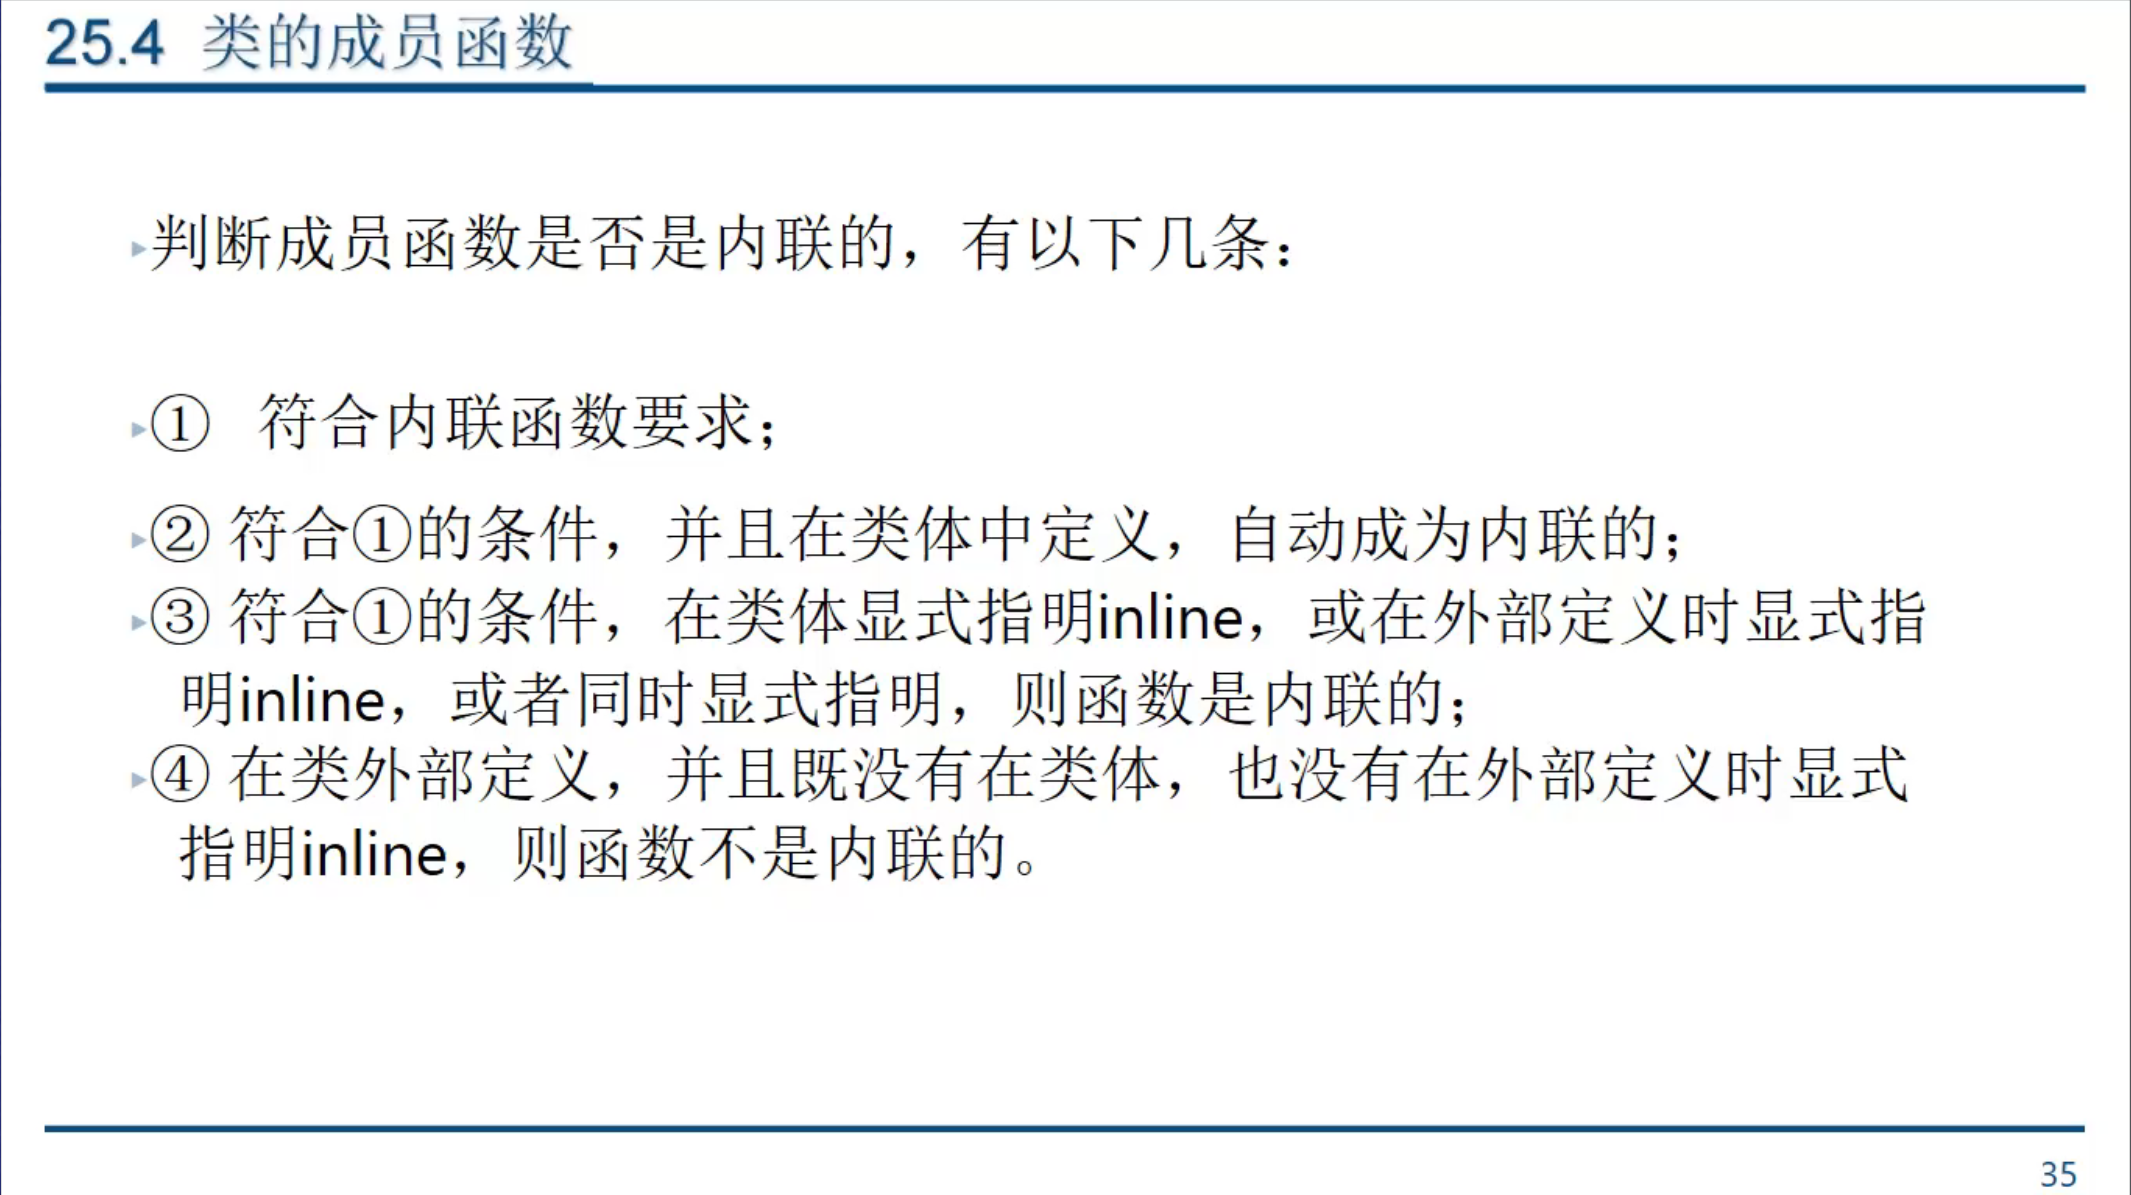 25.4 类的成员函数
▸判断成员函数是否是内联的，有以下几条：
▸① 符合内联函数要求；
▸② 符合①的条件，并且在类体中定义，自动成为内联的；
▸③ 符合①的条件，在类体显式指明inline，或在外部定义时显式指
明inline，或者同时显式指明，则函数是内联的；
▸④ 在类外部定义，并且既没有在类体，也没有在外部定义时显式
指明inline，则函数不是内联的。
35